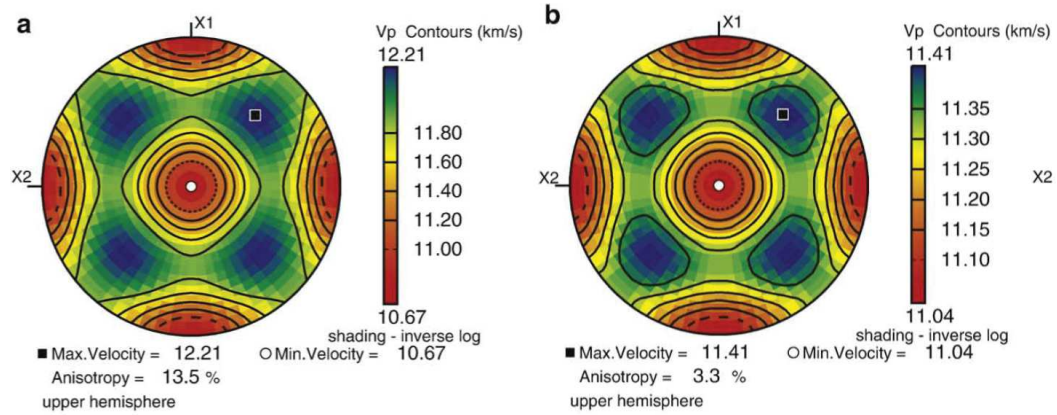 a
X1
Vp Contours (km/s)
12.21
11.80
11.60
11.40
11.20
11.00
10.67
X2
shading - inverse log
Max.Velocity = 12.21
Min.Velocity = 10.67
Anisotropy = 13.5 %
upper hemisphere
b
X1
Vp Contours (km/s)
11.41
11.35
11.30
11.25
11.20
11.15
11.10
11.04
X2
X2
shading - inverse log
Max.Velocity = 11.41
Min.Velocity = 11.04
Anisotropy = 3.3 %
upper hemisphere